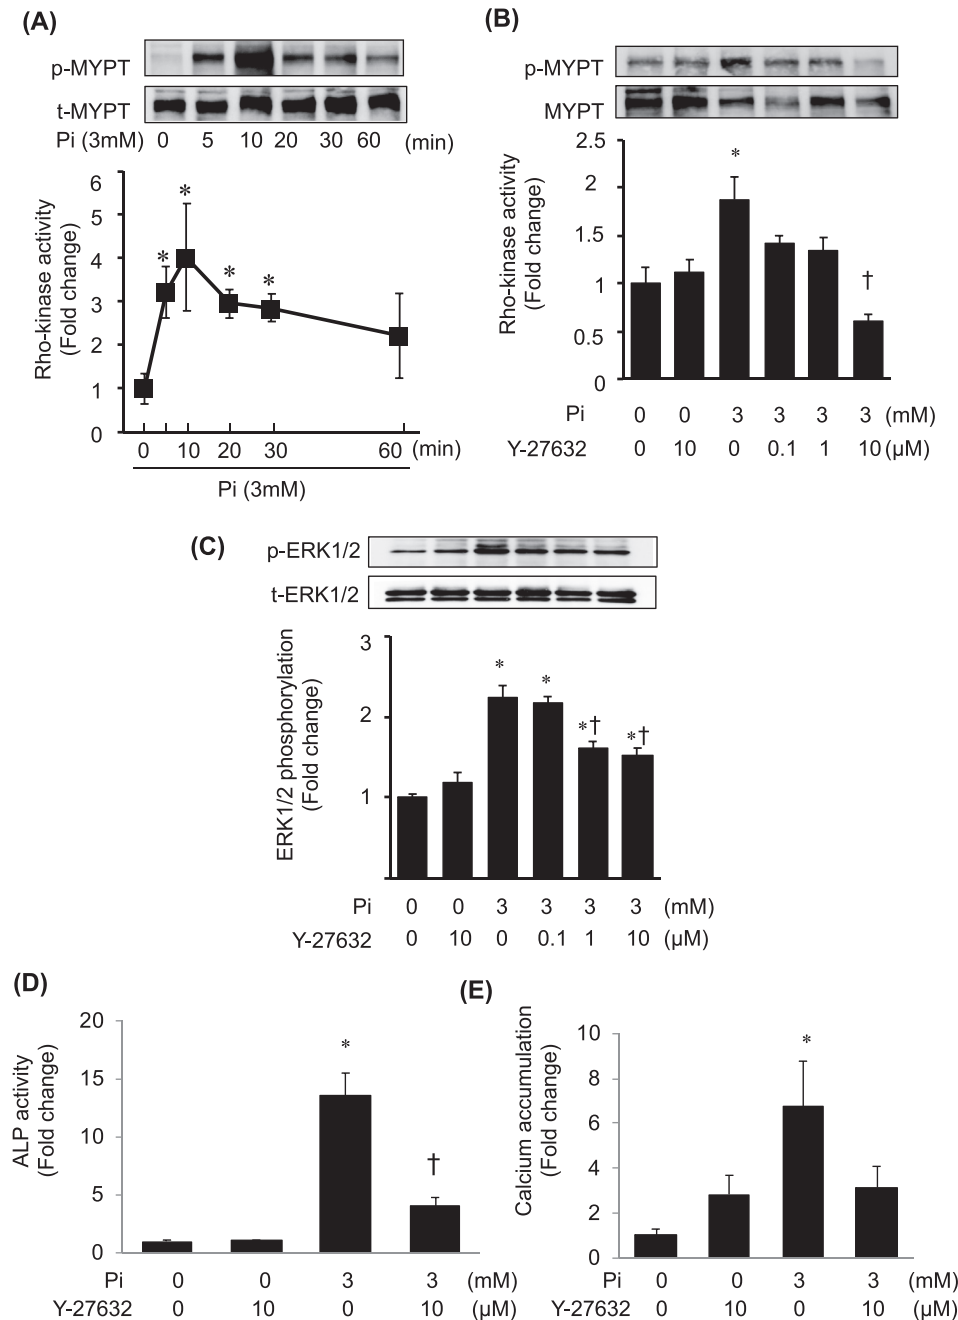 (A)
p-MYPT
t-MYPT
Pi (3mM) 0 5 10 20 30 60 (min)
Rho-kinase activity
(Fold change)
6
5
4
3
2
1
0
*
*
*
*
0 10 20 30 60 (min)
Pi (3mM)
(B)
p-MYPT
MYPT
Rho-kinase activity
(Fold change)
2.5
2
1.5
1
0.5
0
*
†
Pi 0 0 3 3 3 3 (mM)
Y-27632 0 10 0 0.1 1 10 (µM)
(C)
p-ERK1/2
t-ERK1/2
ERK1/2 phosphorylation
(Fold change)
3
2
1
*
*
*†
*†
Pi 0 0 3 3 3 3 (mM)
Y-27632 0 10 0 0.1 1 10 (µM)
(D)
ALP activity
(Fold change)
20
15
10
5
0
*
†
Pi 0 0 3 3 (mM)
Y-27632 0 10 0 10 (µM)
(E)
Calcium accumulation
(Fold change)
10
8
6
4
2
0
*
Pi 0 0 3 3 (mM)
Y-27632 0 10 0 10 (µM)